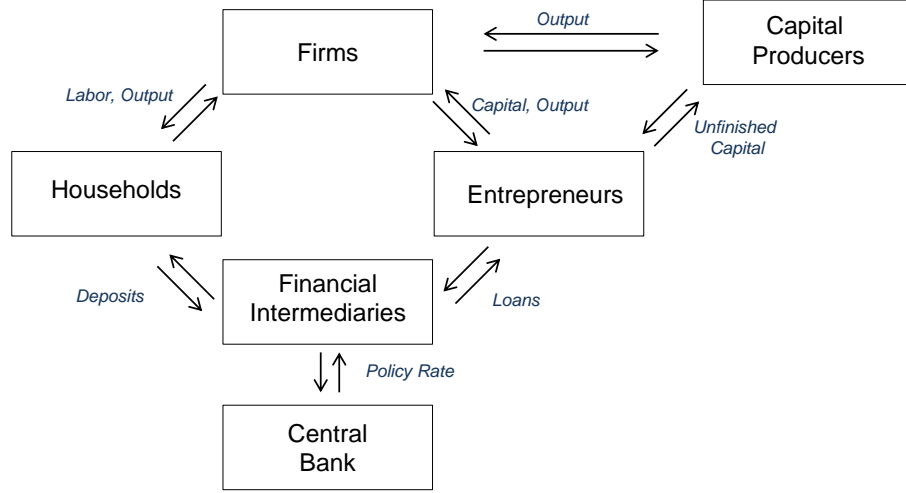 Output
Capital
Producers
Firms
Labor, Output
Capital, Output
Unfinished
Capital
Households
Entrepreneurs
Deposits
Financial
Intermediaries
Loans
Policy Rate
Central
Bank